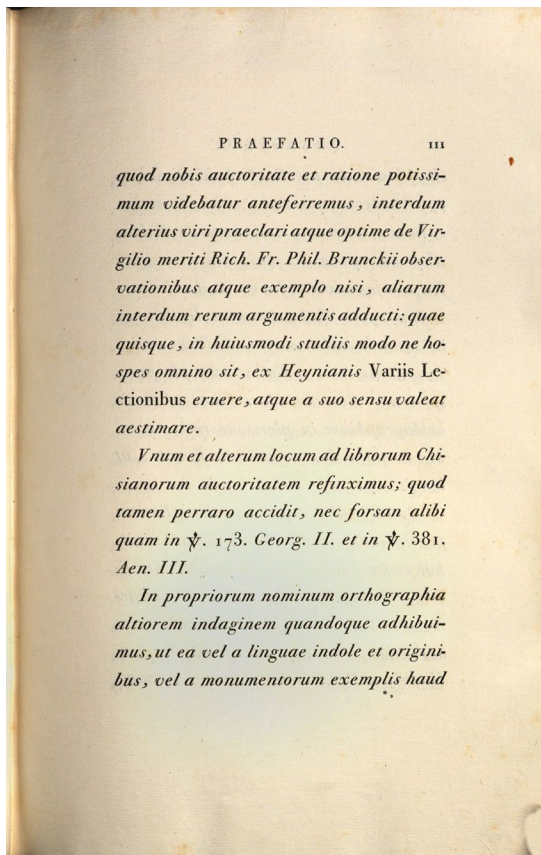 PRAEFATIO. III
quod nobis auctoritate et ratione potissi-
mum videbatur anteferremus, interdum
alterius viri praeclari atque optime de Vir-
gilio meriti Rich. Fr. Phil. Brunckii obser-
vationibus atque exemplo nisi, aliarum
interdum rerum argumentis adducti: quae
quisque, in huiusmodi studiis modo ne ho-
spes omnino sit, ex Heynianis Variis Le-
ctionibus eruere, atque a suo sensu valeat
aestimare.
Vnum et alterum locum ad librorum Chi-
sianorum auctoritatem refinximus; quod
tamen perraro accidit, nec forsan alibi
quam in ℣. 173. Georg. II. et in ℣. 381.
Aen. III.
In propriorum nominum orthographia
altiorem indaginem quandoque adhibui-
mus, ut ea vel a linguae indole et origini-
bus, vel a monumentorum exemplis haud